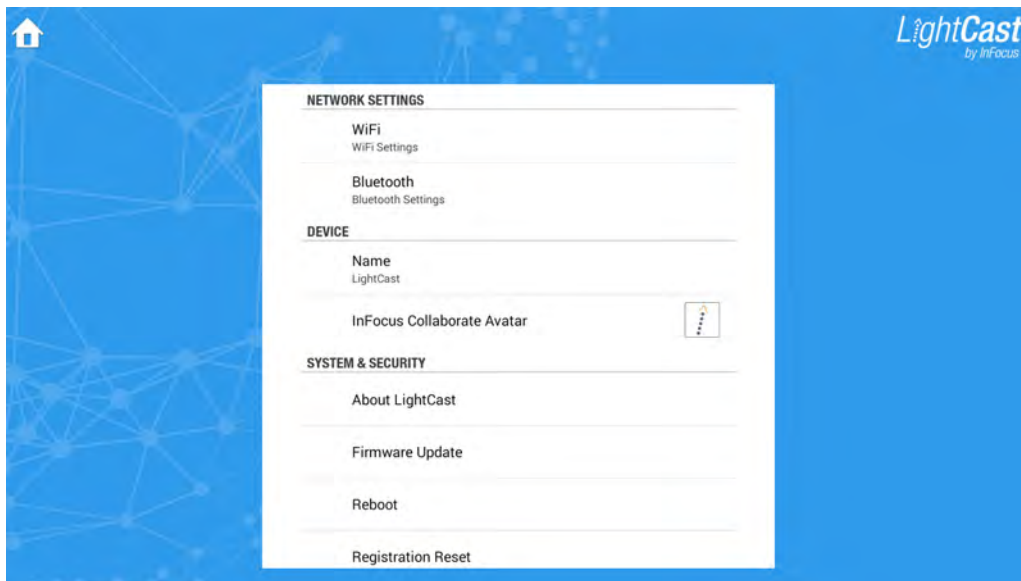 LightCast
by InFocus
NETWORK SETTINGS
WiFi
WiFi Settings
Bluetooth
Bluetooth Settings
DEVICE
Name
LightCast
InFocus Collaborate Avatar
SYSTEM & SECURITY
About LightCast
Firmware Update
Reboot
Registration Reset